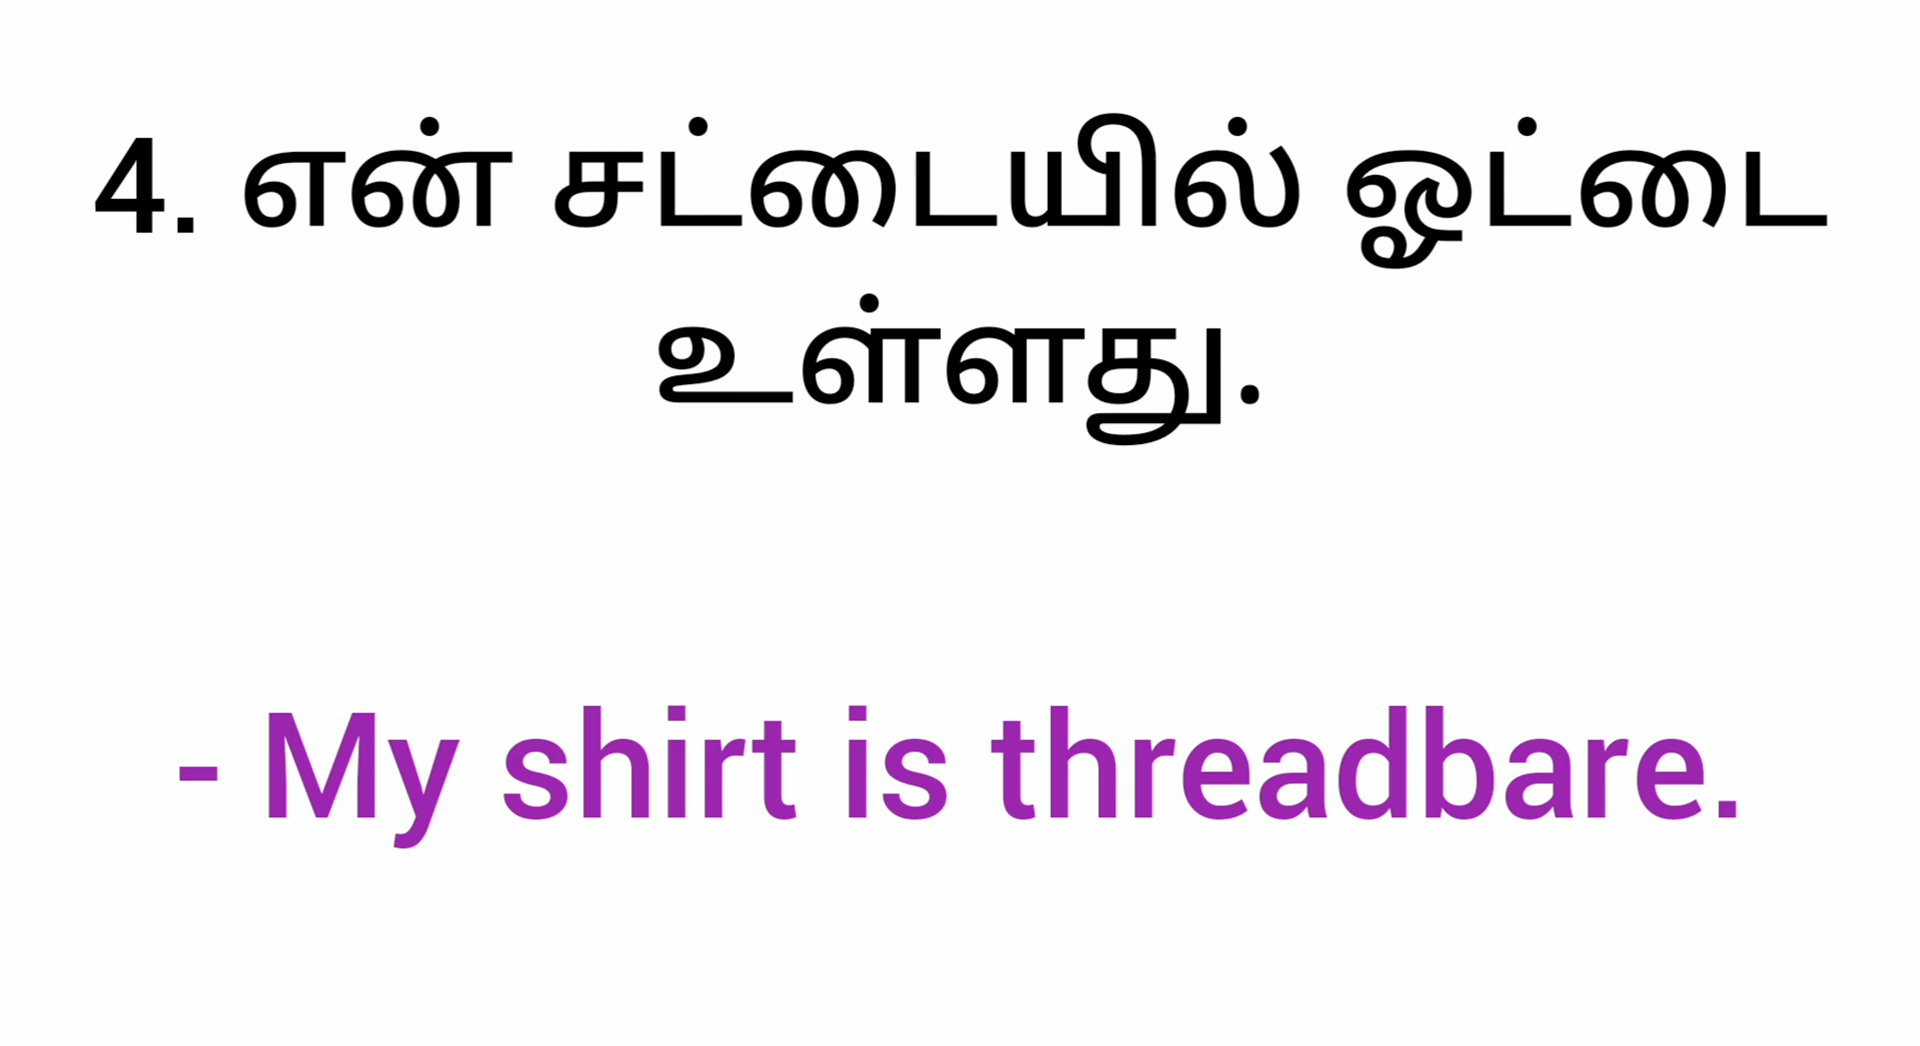 4. என் சட்டையில் ஓட்டை
உள்ளது.
- My shirt is threadbare.